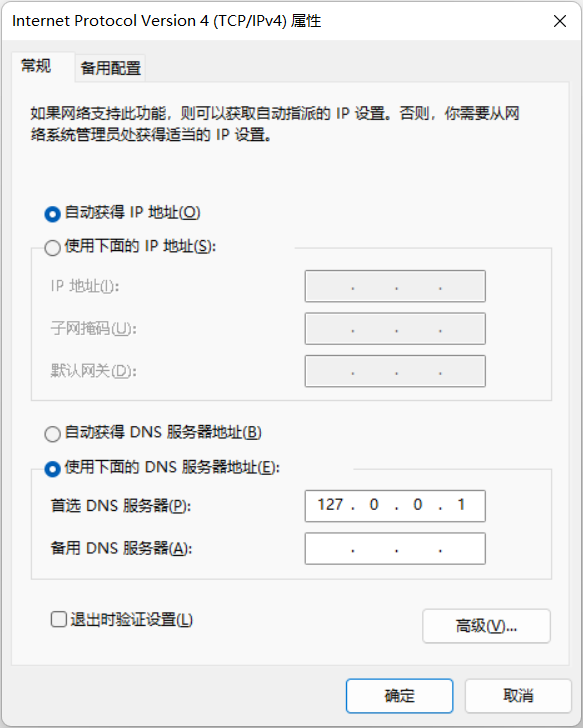 Internet Protocol Version 4 (TCP/IPv4) 属性
常规
备用配置
如果网络支持此功能，则可以获取自动指派的 IP 设置。否则，你需要从网
络系统管理员处获得适当的 IP 设置。
自动获得 IP 地址(O)
使用下面的 IP 地址(S):
IP 地址(I):
. . .
子网掩码(U):
. . .
默认网关(D):
. . .
自动获得 DNS 服务器地址(B)
使用下面的 DNS 服务器地址(E):
首选 DNS 服务器(P):
127 . 0 . 0 . 1
备用 DNS 服务器(A):
. . .
退出时验证设置(L)
高级(V)...
确定
取消